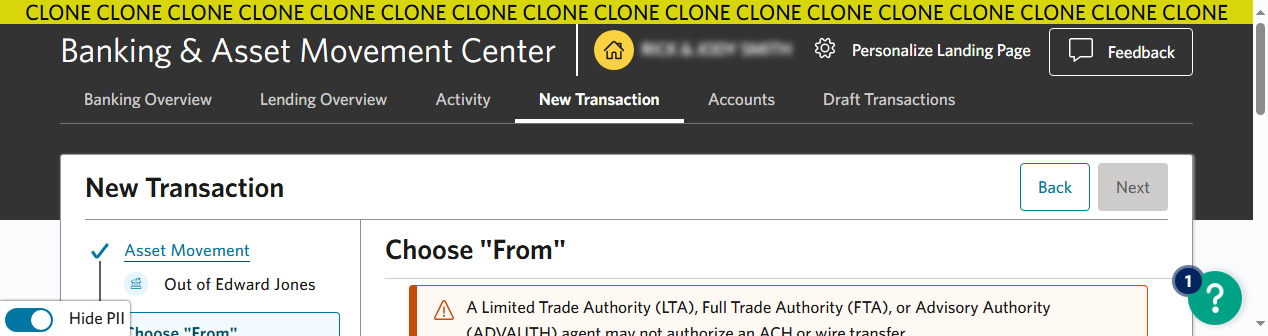 CLONE CLONE CLONE CLONE CLONE CLONE CLONE CLONE CLONE CLONE CLONE CLONE CLONE CLONE CLONE CLONE CLONE
Banking & Asset Movement Center
Personalize Landing Page
Feedback
Banking Overview Lending Overview Activity New Transaction Accounts Draft Transactions
New Transaction
Back Next
Asset Movement
Out of Edward Jones
Choose "From"
A Limited Trade Authority (LTA), Full Trade Authority (FTA), or Advisory Authority
(ADVAUTH) agent may not authorize an ACH or wire transfer.
1
?
Hide PII
Choose "From"